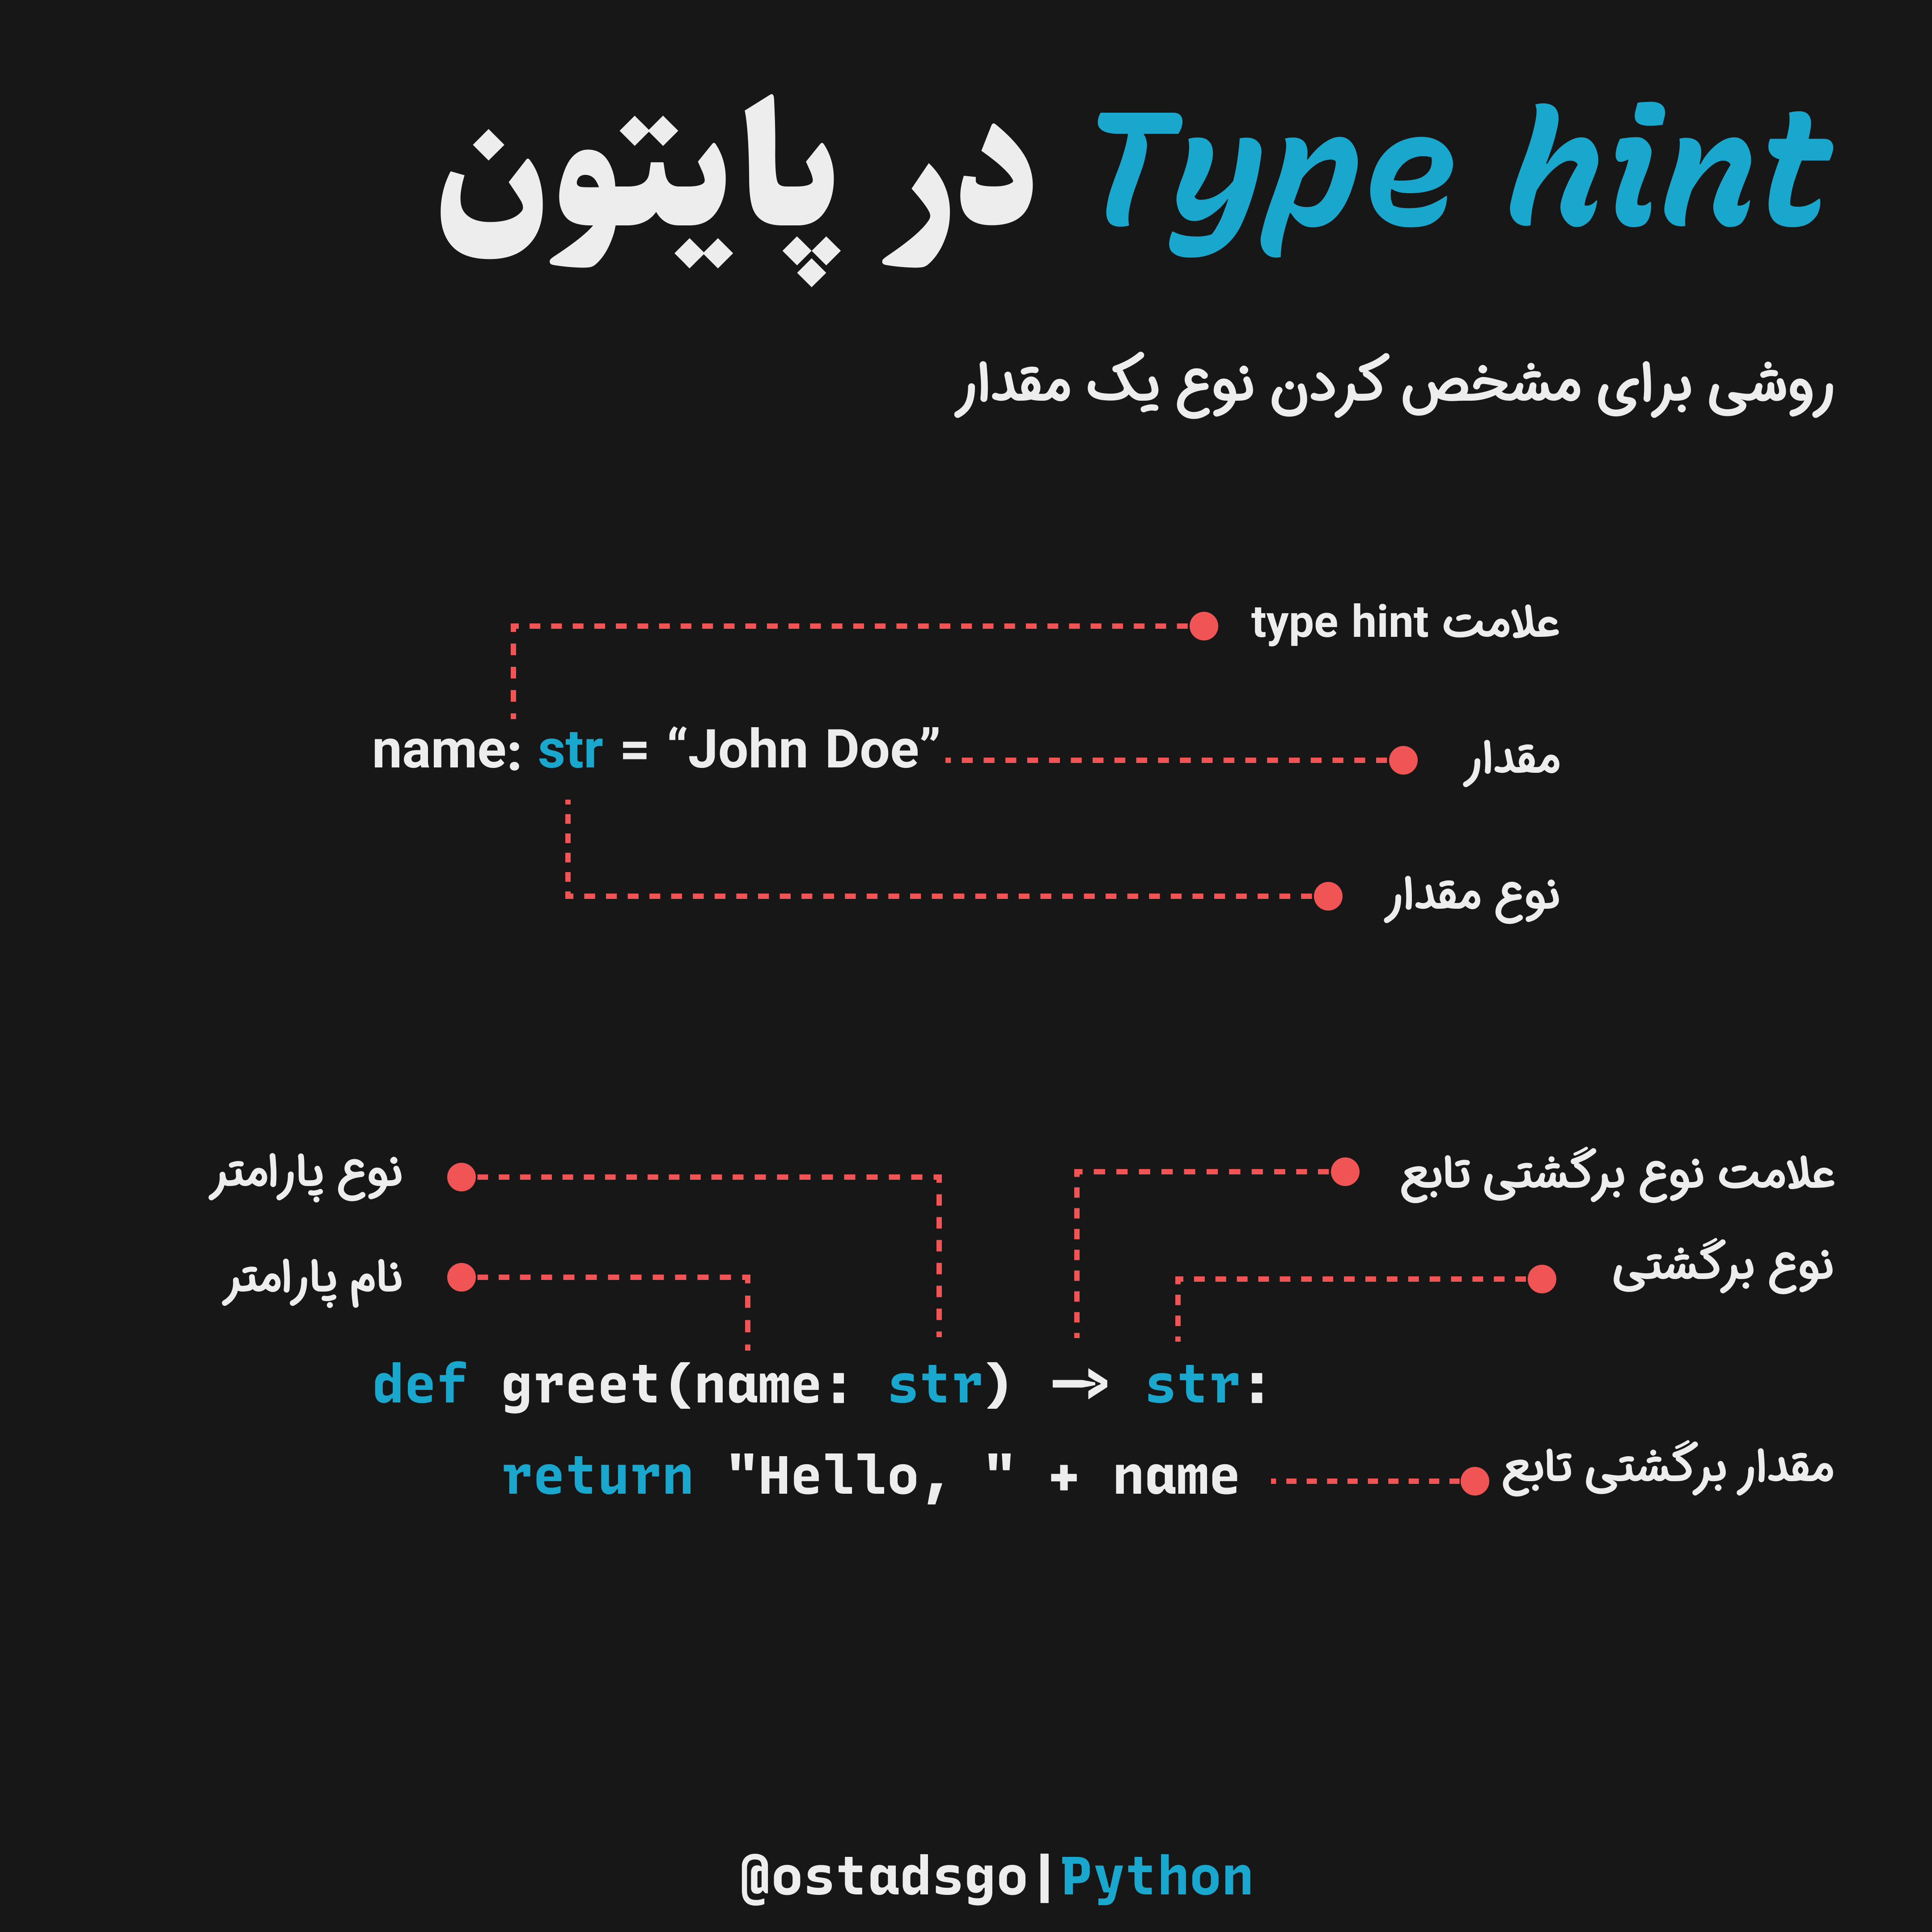 Type hint در پایتون
روشی برای مشخص کردن نوع یک مقدار
علامت type hint
name: str = “John Doe”
مقدار
نوع مقدار
علامت نوع برگشتی تابع
نوع پارامتر
نوع برگشتی
نام پارامتر
def greet(name: str) -> str:
return "Hello, " + name
مقدار برگشتی تابع
@ostadsgo|Python